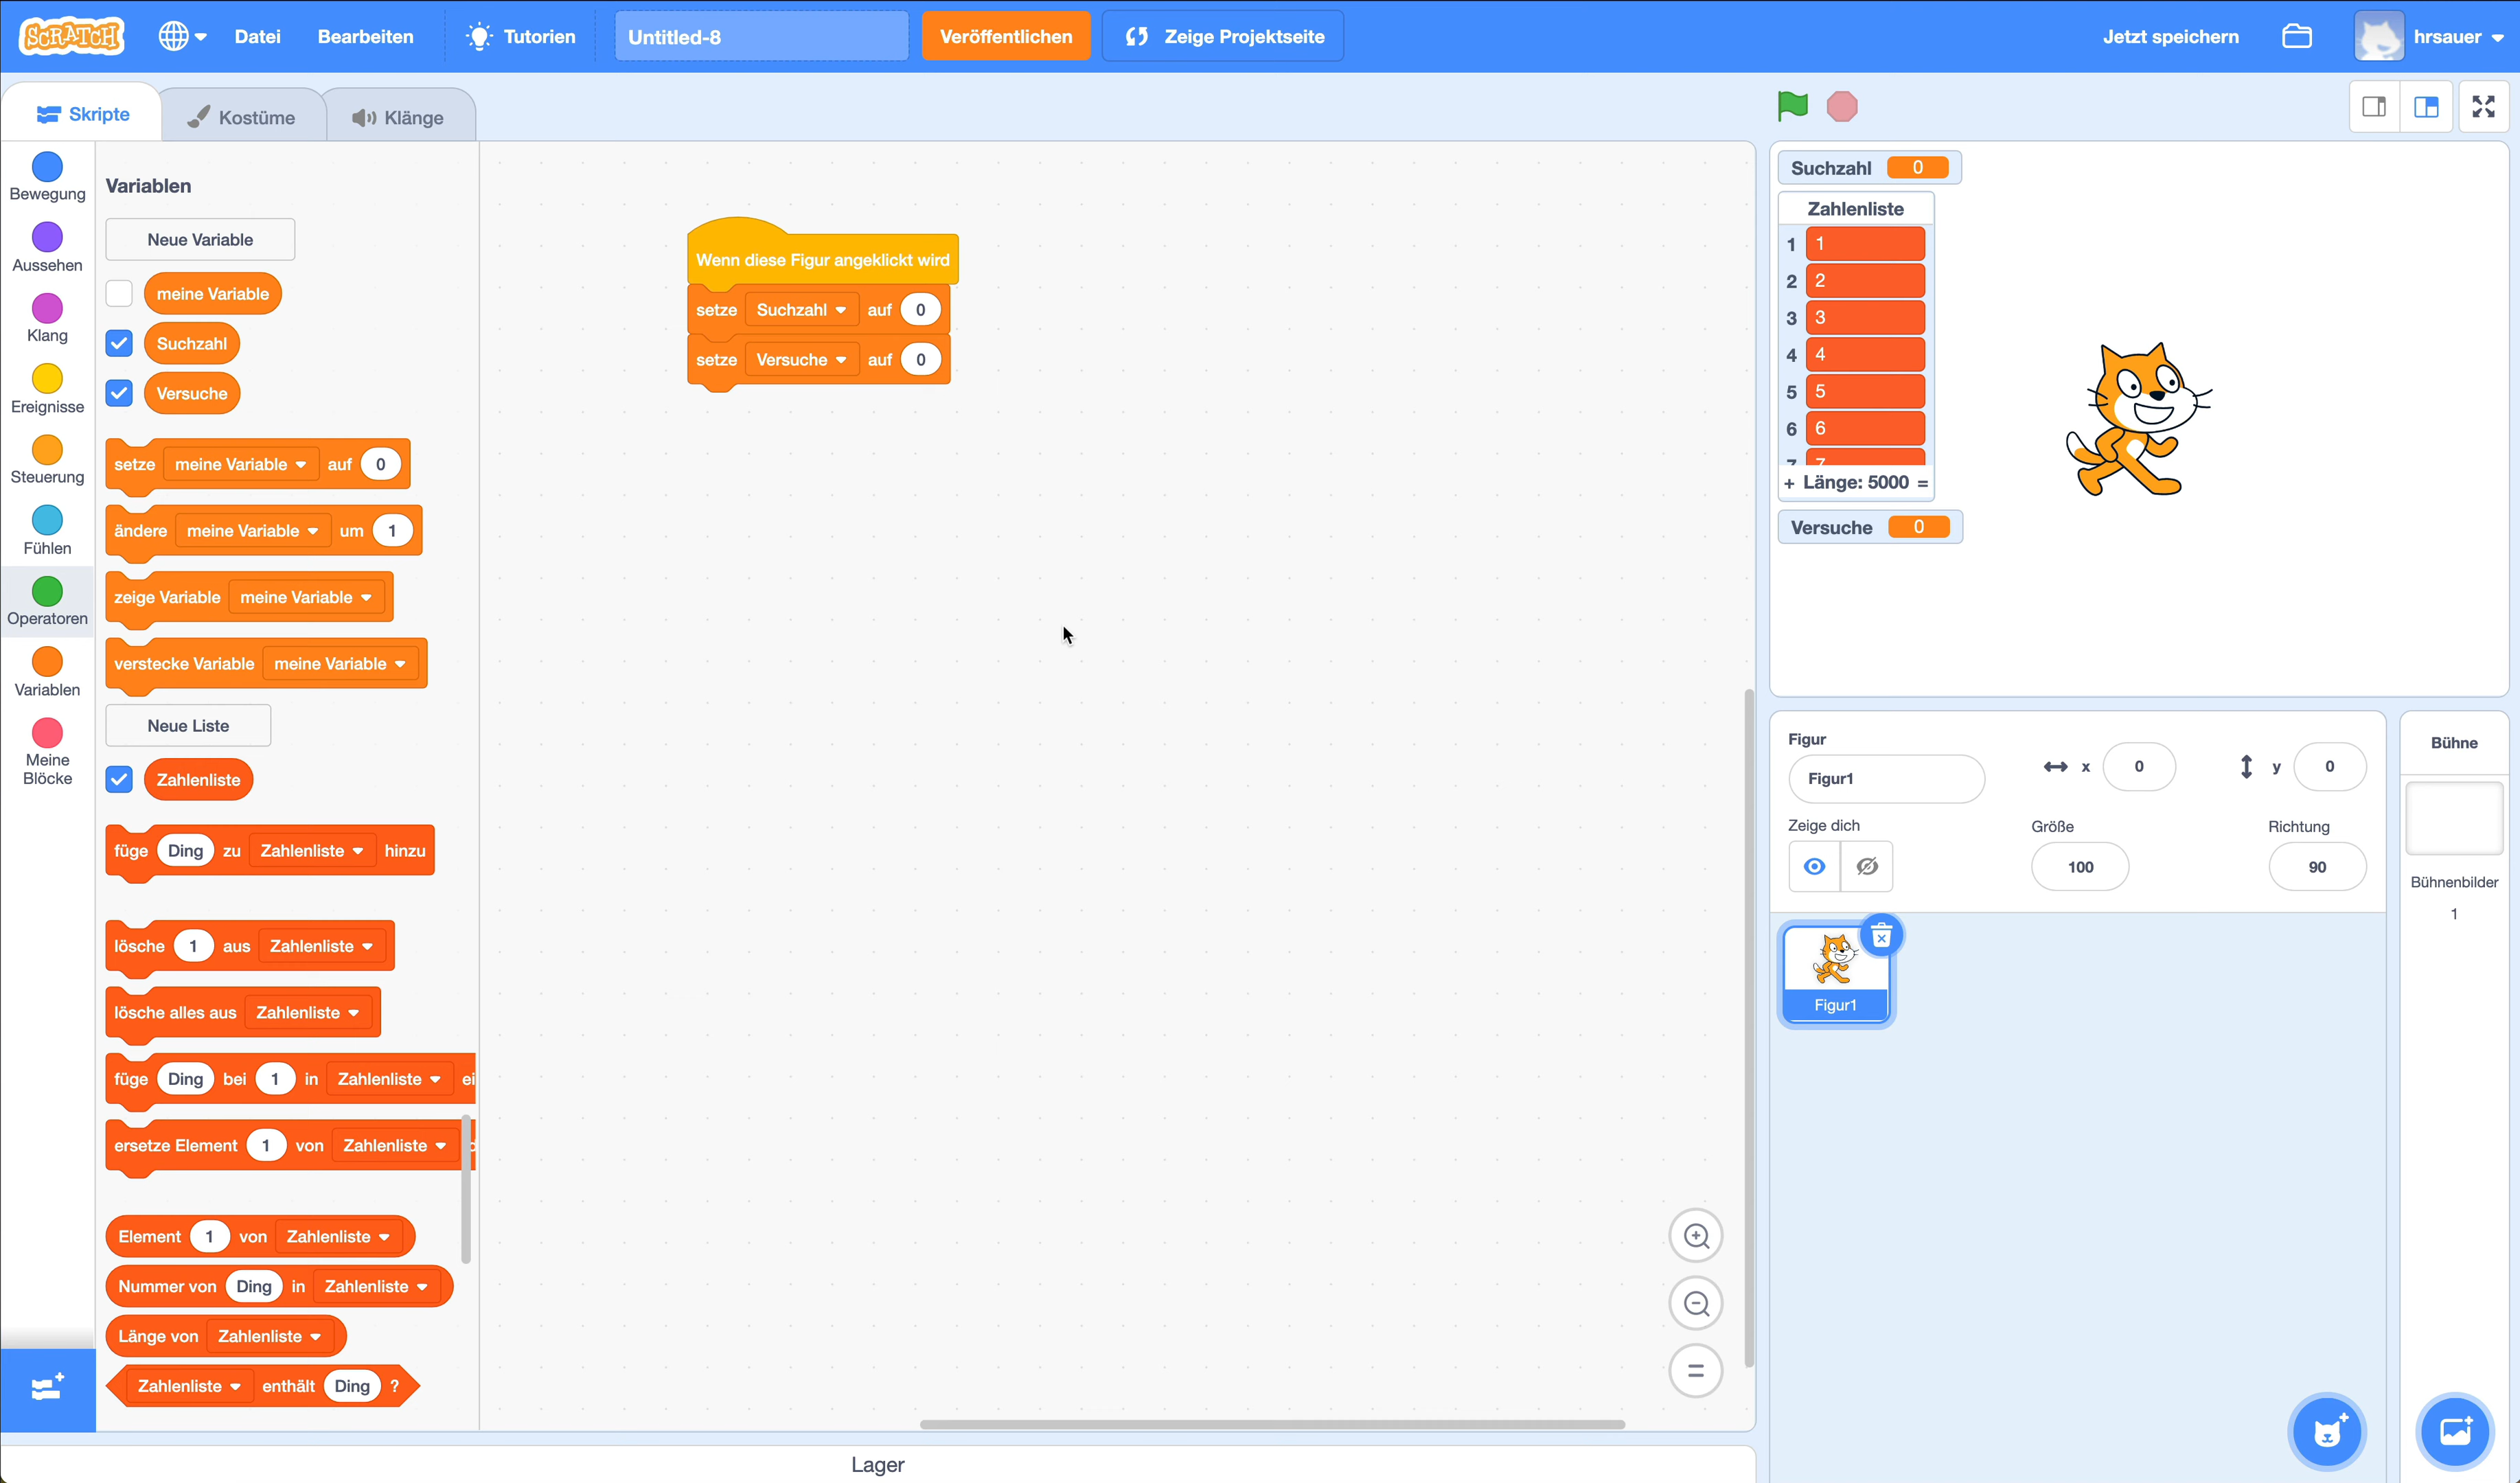 SCRATCH
Datei
Bearbeiten
Tutorien
Untitled-8
Veröffentlichen
Zeige Projektseite
Jetzt speichern
hrsauer
Skripte
Kostüme
Klänge
Bewegung
Aussehen
Klang
Ereignisse
Steuerung
Fühlen
Operatoren
Variablen
Meine
Blöcke
Variablen
Neue Variable
meine Variable
Suchzahl
Versuche
setze meine Variable auf 0
ändere meine Variable um 1
zeige Variable meine Variable
verstecke Variable meine Variable
Neue Liste
Zahlenliste
füge Ding zu Zahlenliste hinzu
lösche 1 aus Zahlenliste
lösche alles aus Zahlenliste
füge Ding bei 1 in Zahlenliste ei
ersetze Element 1 von Zahlenliste
Element 1 von Zahlenliste
Nummer von Ding in Zahlenliste
Länge von Zahlenliste
Zahlenliste enthält Ding ?
Wenn diese Figur angeklickt wird
setze Suchzahl auf 0
setze Versuche auf 0
Lager
Suchzahl 0
Zahlenliste
1 1
2 2
3 3
4 4
5 5
6 6
7 7
+ Länge: 5000 =
Versuche 0
Figur
Figur1
x 0
y 0
Zeige dich
Größe
100
Richtung
90
Figur1
Bühne
Bühnenbilder
1